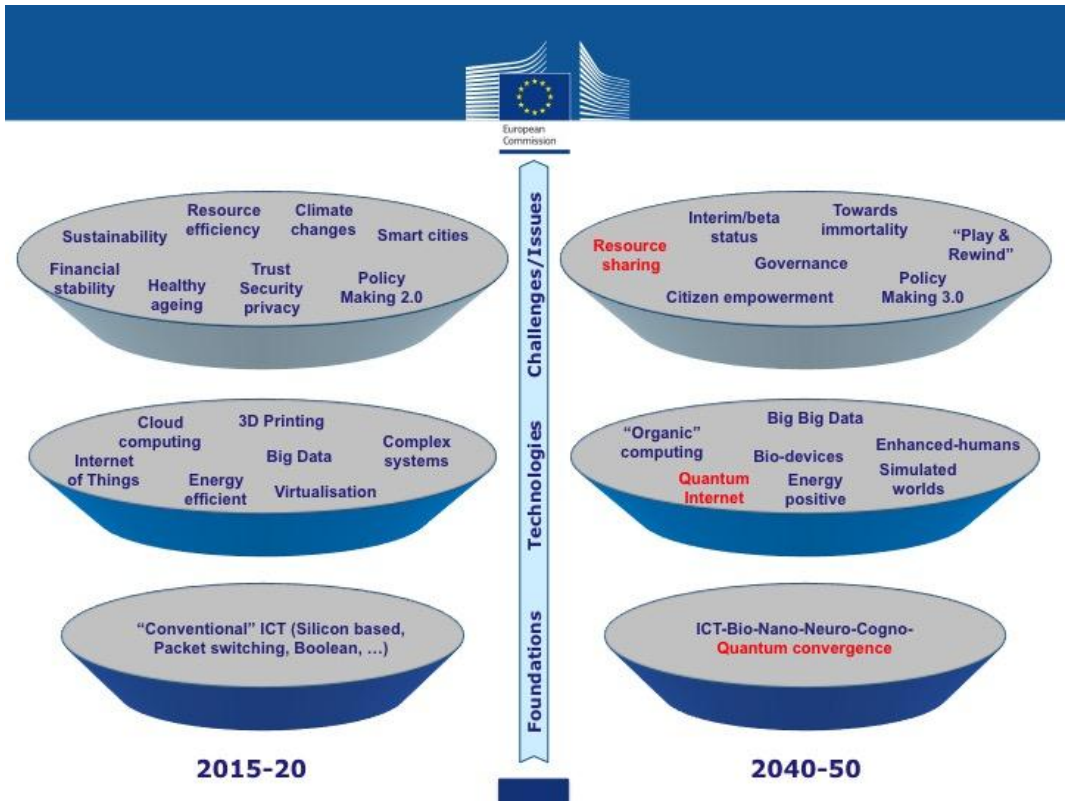 European
Commission
Resource
efficiency
Climate
changes
Sustainability
Smart cities
Financial
stability
Healthy
ageing
Trust
Security
privacy
Policy
Making 2.0
Challenges/Issues
Interim/beta
status
Towards
immortality
Resource
sharing
“Play &
Rewind”
Governance
Citizen empowerment
Policy
Making 3.0
Cloud
computing
3D Printing
Complex
systems
Internet
of Things
Big Data
Energy
efficient
Virtualisation
Technologies
Big Big Data
“Organic”
computing
Enhanced-humans
Bio-devices
Quantum
Internet
Energy
positive
Simulated
worlds
“Conventional” ICT (Silicon based,
Packet switching, Boolean, ...)
Foundations
ICT-Bio-Nano-Neuro-Cogno-
Quantum convergence
2015-20
2040-50